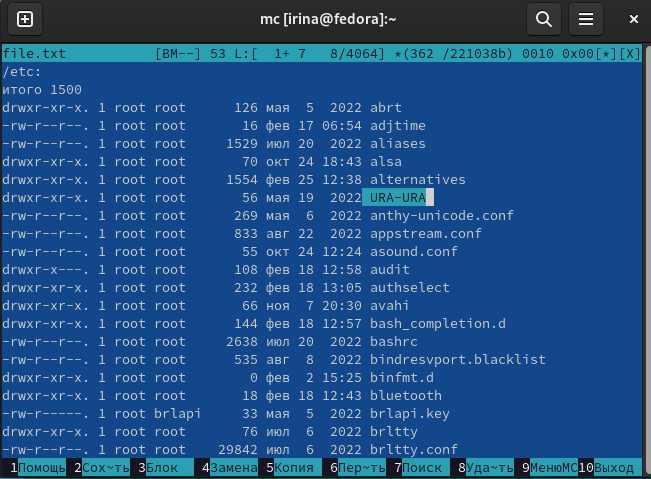 mc [irina@fedora]:~
file.txt [BM--] 53 L:[ 1+ 7 8/4064] *(362 /221038b) 0010 0x00[*][X]
/etc:
итого 1500
drwxr-xr-x. 1 root root 126 мая 5 2022 abrt
-rw-r--r--. 1 root root 16 фев 17 06:54 adjtime
-rw-r--r--. 1 root root 1529 июл 20 2022 aliases
drwxr-xr-x. 1 root root 70 окт 24 18:43 alsa
drwxr-xr-x. 1 root root 1554 фев 25 12:38 alternatives
drwxr-xr-x. 1 root root 56 мая 19 2022 URA-URA
-rw-r--r--. 1 root root 269 мая 6 2022 anthy-unicode.conf
-rw-r--r--. 1 root root 833 авг 22 2022 appstream.conf
-rw-r--r--. 1 root root 55 окт 24 12:24 asound.conf
drwxr-x---. 1 root root 108 фев 18 12:58 audit
drwxr-xr-x. 1 root root 232 фев 18 13:05 authselect
drwxr-xr-x. 1 root root 66 ноя 7 20:30 avahi
drwxr-xr-x. 1 root root 144 фев 18 12:57 bash_completion.d
-rw-r--r--. 1 root root 2638 июл 20 2022 bashrc
-rw-r--r--. 1 root root 535 авг 8 2022 bindresvport.blacklist
drwxr-xr-x. 1 root root 0 фев 2 15:25 binfmt.d
drwxr-xr-x. 1 root root 18 фев 18 12:43 bluetooth
-rw-r-----. 1 root brlapi 33 мая 5 2022 brlapi.key
drwxr-xr-x. 1 root root 76 июл 6 2022 brltty
-rw-r--r--. 1 root root 29842 июл 6 2022 brltty.conf
1Помощь 2Сох~ть 3Блок 4Замена 5Копия 6Пер~ть 7Поиск 8Уда~ть 9МенюMC 10Выход